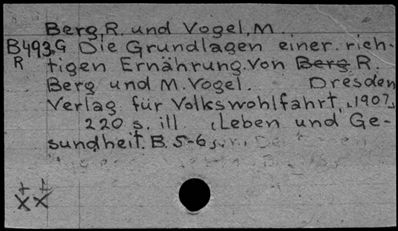 Berg, R. und Vogel, M.
B493G Die Grundlagen einer rich-
R tigen Ernährung. Von Berg R.
Berg und M. Vogel. Dresden
Verlag für Volkswohlfahrt, 1907
220 s. ill (Leben und Ge-
sundheit. B. 5-6